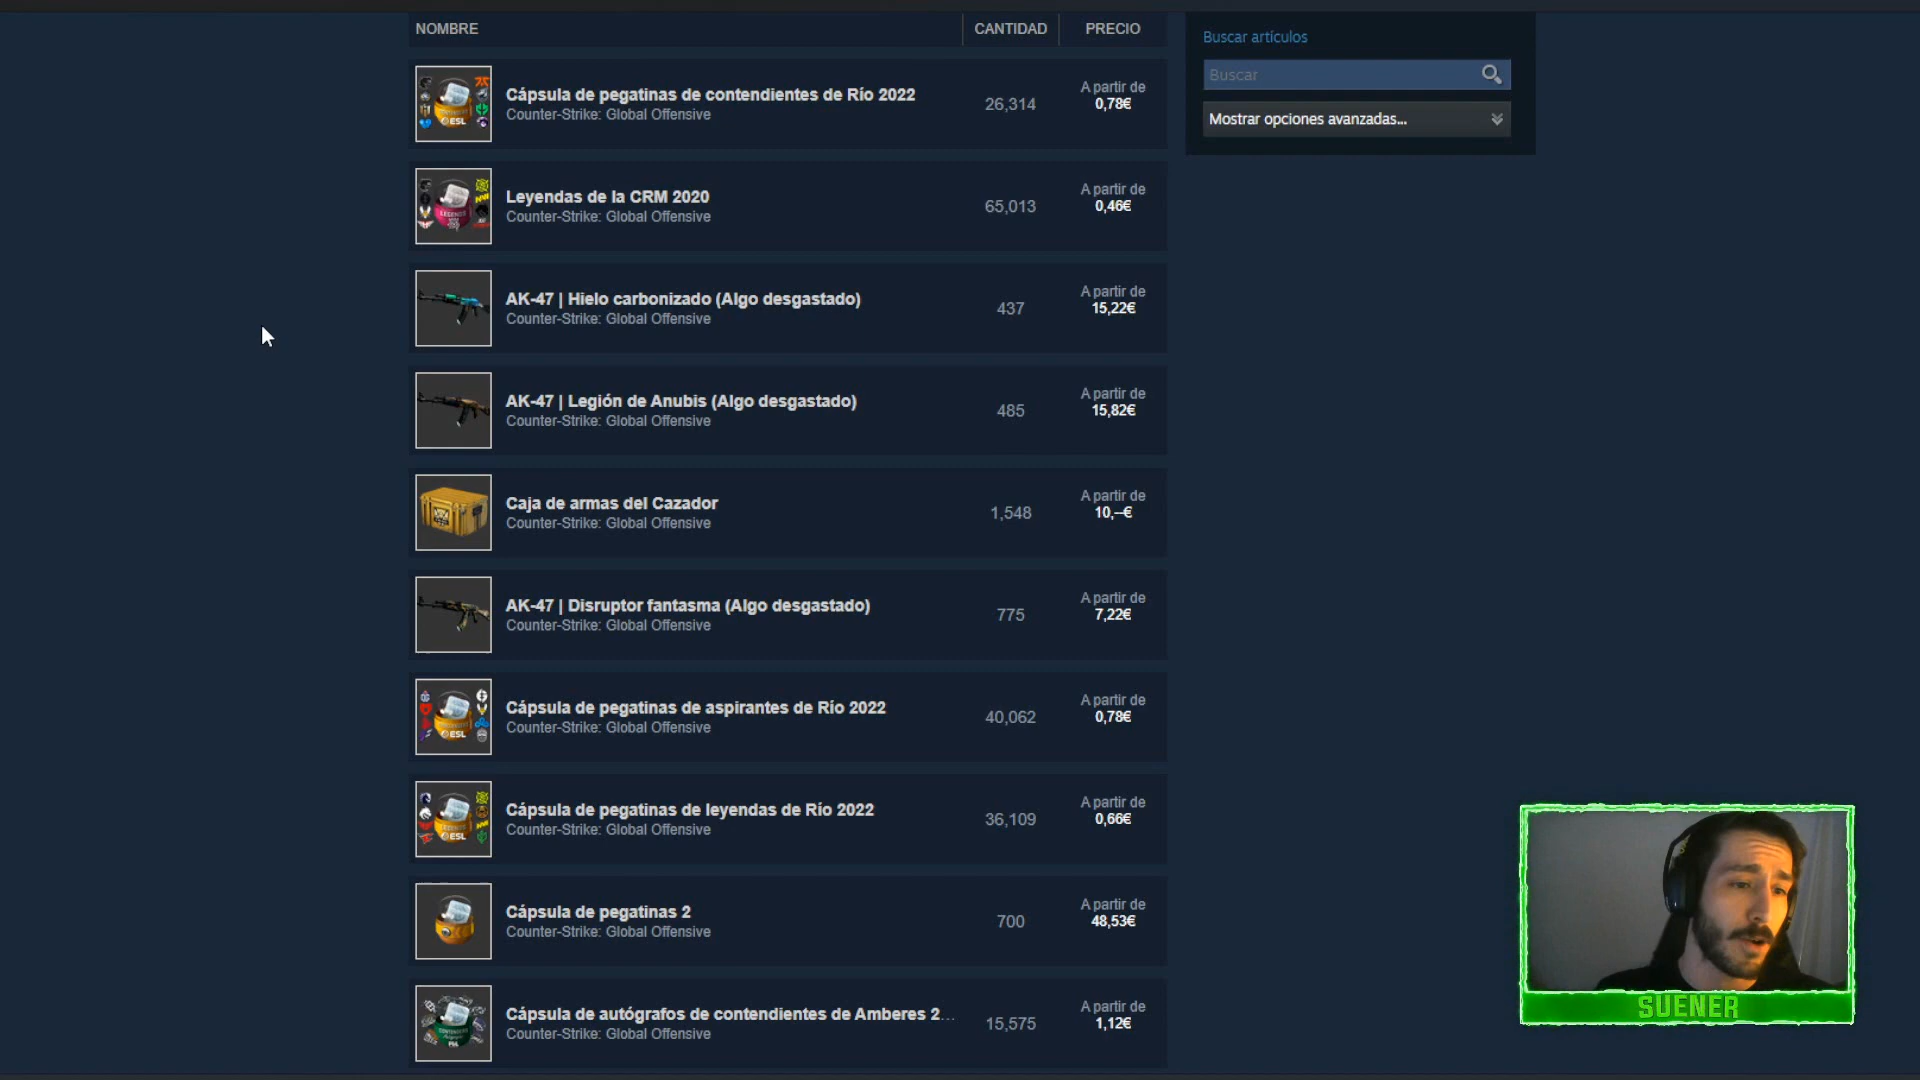 NOMBRE CANTIDAD PRECIO
Cápsula de pegatinas de contendientes de Río 2022
Counter-Strike: Global Offensive
26,314
A partir de
0,78€
Leyendas de la CRM 2020
Counter-Strike: Global Offensive
65,013
A partir de
0,46€
AK-47 | Hielo carbonizado (Algo desgastado)
Counter-Strike: Global Offensive
437
A partir de
15,22€
AK-47 | Legión de Anubis (Algo desgastado)
Counter-Strike: Global Offensive
485
A partir de
15,82€
Caja de armas del Cazador
Counter-Strike: Global Offensive
1,548
A partir de
10,--€
AK-47 | Disruptor fantasma (Algo desgastado)
Counter-Strike: Global Offensive
775
A partir de
7,22€
Cápsula de pegatinas de aspirantes de Río 2022
Counter-Strike: Global Offensive
40,062
A partir de
0,78€
Cápsula de pegatinas de leyendas de Río 2022
Counter-Strike: Global Offensive
36,109
A partir de
0,66€
Cápsula de pegatinas 2
Counter-Strike: Global Offensive
700
A partir de
48,53€
Cápsula de autógrafos de contendientes de Amberes 2...
Counter-Strike: Global Offensive
15,575
A partir de
1,12€
Buscar artículos
Buscar
Mostrar opciones avanzadas...
SUENER